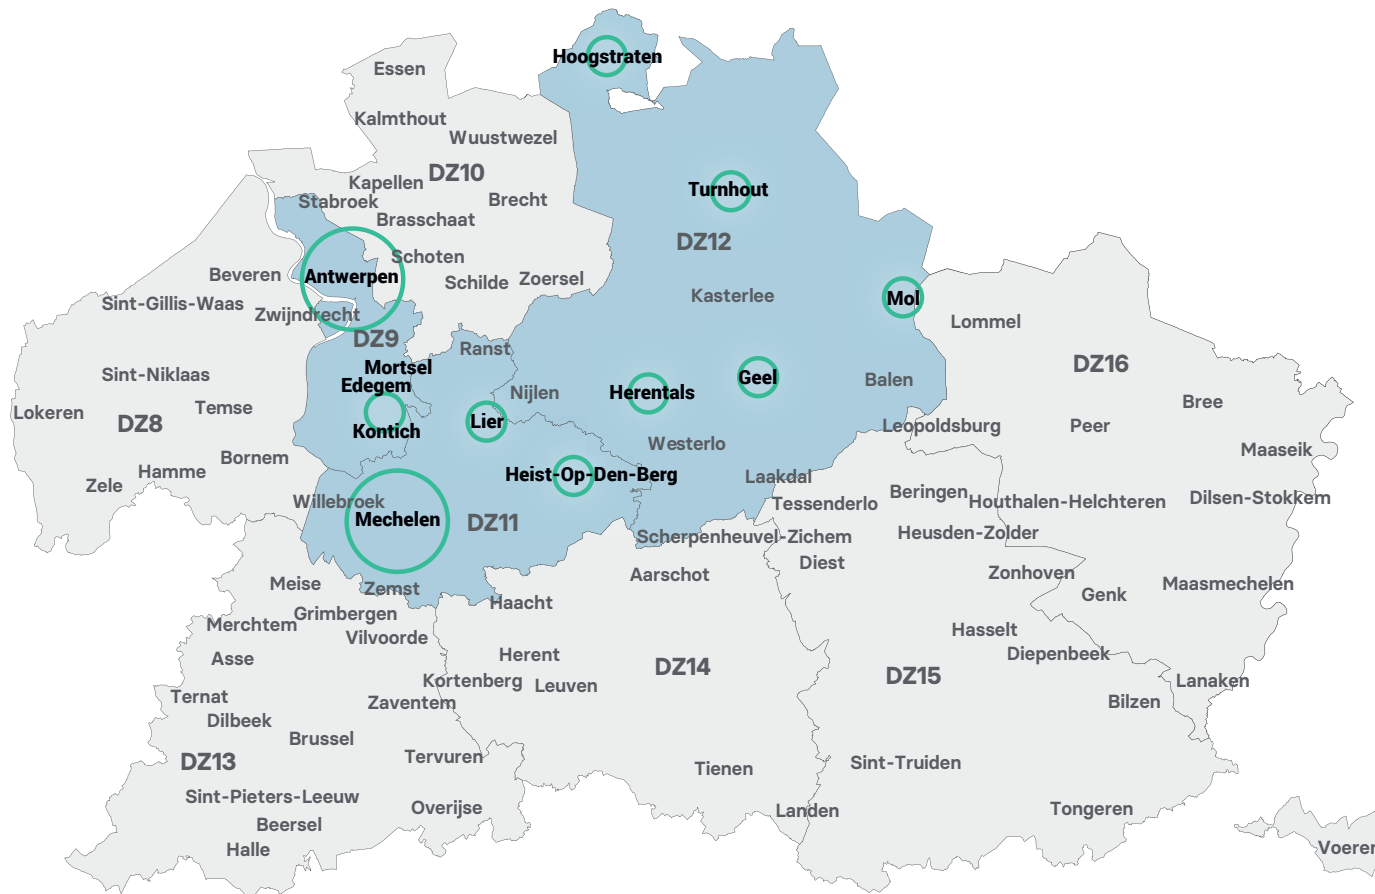 Hoogstraten
Essen
Kalmthout
Wuustwezel
DZ10
Kapellen
Turnhout
Stabroek
Brecht
Brasschaat
DZ12
Schoten
Beveren
Antwerpen
Schilde
Zoersel
Kasterlee
Mol
Sint-Gillis-Waas
Zwijndrecht
Lommel
DZ9
Ranst
DZ16
Mortsel
Sint-Niklaas
Edegem
Geel
Balen
Nijlen
Herentals
Bree
Temse
Lokeren
DZ8
Lier
Kontich
Leopoldsburg
Peer
Westerlo
Maaseik
Bornem
Hamme
Heist-Op-Den-Berg
Laakdal
Zele
Beringen
Willebroek
Houthalen-Helchteren
Dilsen-Stokkem
Tessenderlo
Mechelen
DZ11
Scherpenheuvel-Zichem
Heusden-Zolder
Diest
Aarschot
Zonhoven
Meise
Zemst
Maasmechelen
Genk
Haacht
Grimbergen
Merchtem
Vilvoorde
Hasselt
Herent
Diepenbeek
Asse
DZ14
DZ15
Kortenberg
Leuven
Lanaken
Ternat
Zaventem
Bilzen
Dilbeek
Brussel
Tervuren
DZ13
Sint-Truiden
Tienen
Sint-Pieters-Leeuw
Overijse
Landen
Tongeren
Beersel
Halle
Voeren